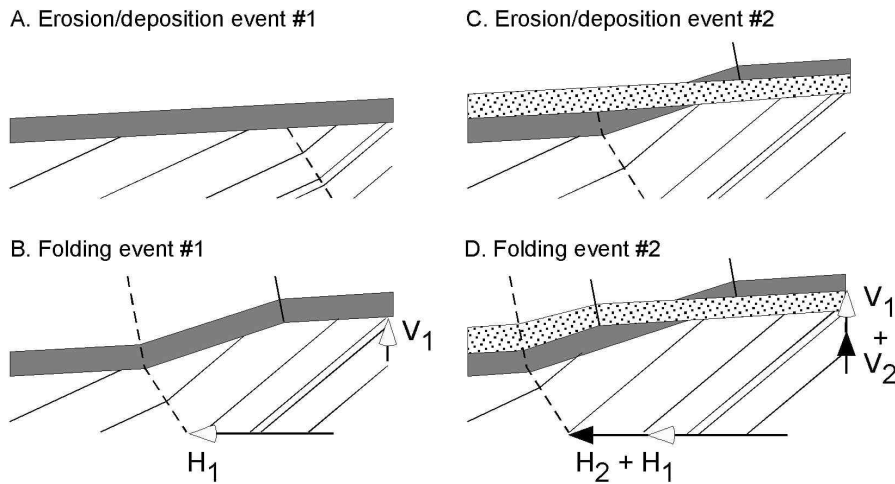 A. Erosion/deposition event #1
C. Erosion/deposition event #2
B. Folding event #1
D. Folding event #2
V1
H1
V1
+
V2
H2 + H1